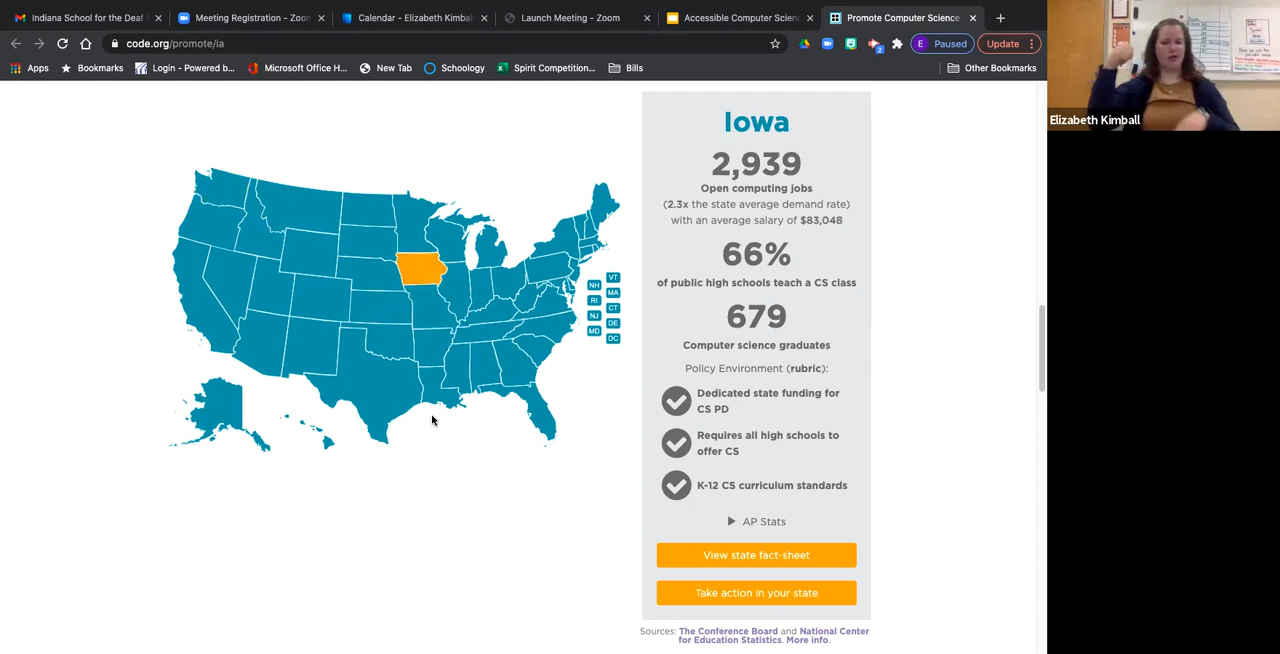 Indiana School for the Deaf
Meeting Registration - Zoom
Calendar - Elizabeth Kimball
Launch Meeting - Zoom
Accessible Computer Scienc
Promote Computer Science
code.org/promote/ia
E Paused
Update
2
Apps
Bookmarks
Login - Powered b...
Microsoft Office H...
New Tab
Schoology
Spirit Competition...
Bills
Other Bookmarks
Elizabeth Kimball
VT
NH
MA
RI
CT
NJ
DE
MD
DC
Iowa
2,939
Open computing jobs
(2.3x the state average demand rate)
with an average salary of $83,048
66%
of public high schools teach a CS class
679
Computer science graduates
Policy Environment (rubric):
Dedicated state funding for
CS PD
Requires all high schools to
offer CS
K-12 CS curriculum standards
AP Stats
View state fact-sheet
Take action in your state
Sources: The Conference Board and National Center
for Education Statistics. More info.